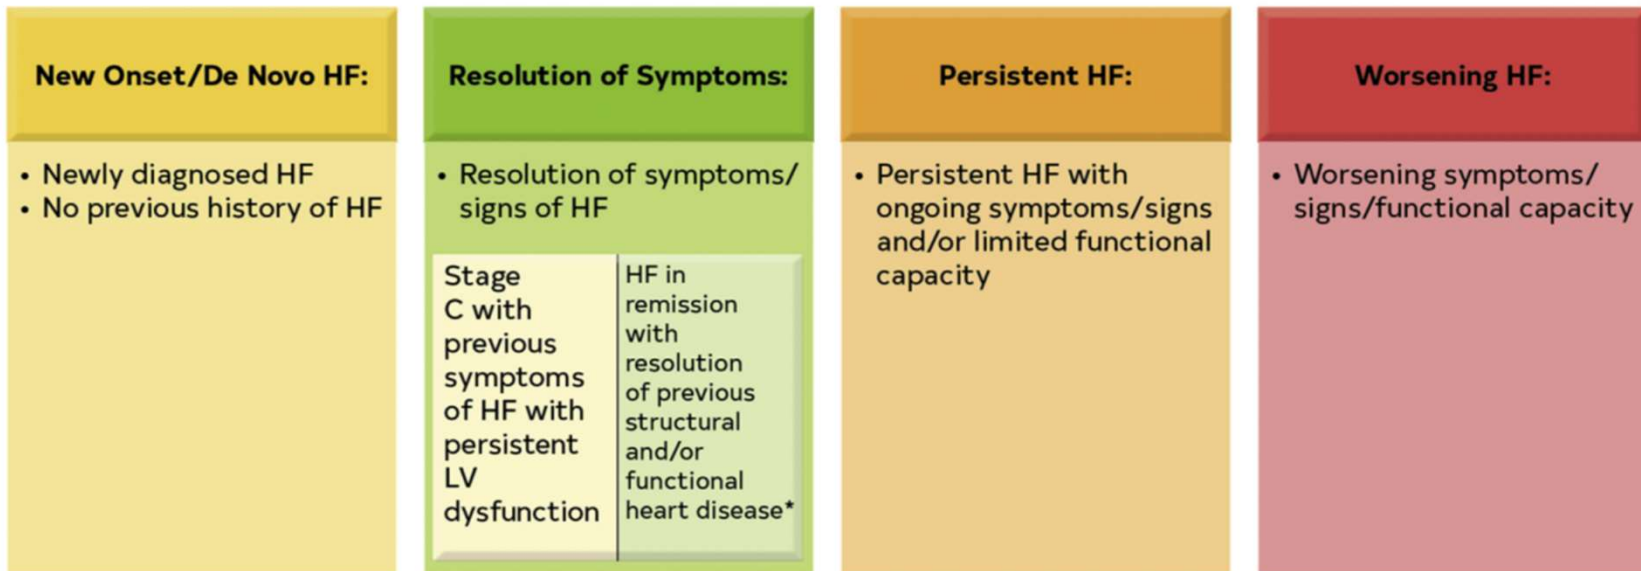 New Onset/De Novo HF:
• Newly diagnosed HF
• No previous history of HF
Resolution of Symptoms:
• Resolution of symptoms/
signs of HF
Stage
C with
previous
symptoms
of HF with
persistent
LV
dysfunction
HF in
remission
with
resolution
of previous
structural
and/or
functional
heart disease*
Persistent HF:
• Persistent HF with
ongoing symptoms/signs
and/or limited functional
capacity
Worsening HF:
• Worsening symptoms/
signs/functional capacity